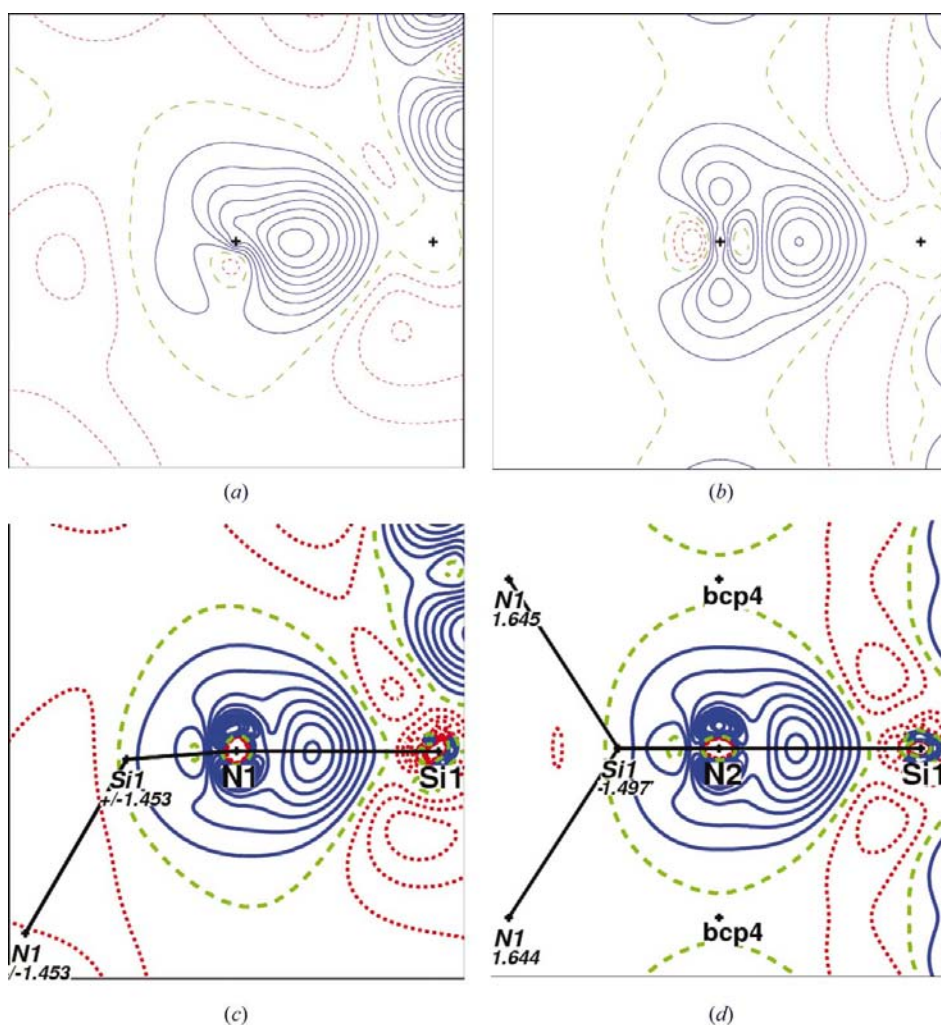 (a)
(b)
Si1
+/-1.453
N1
Si1
N1
/-1.453
N1
1.645
bcp4
Si1
-1.497
N2
Si1
N1
1.644
bcp4
(c)
(d)